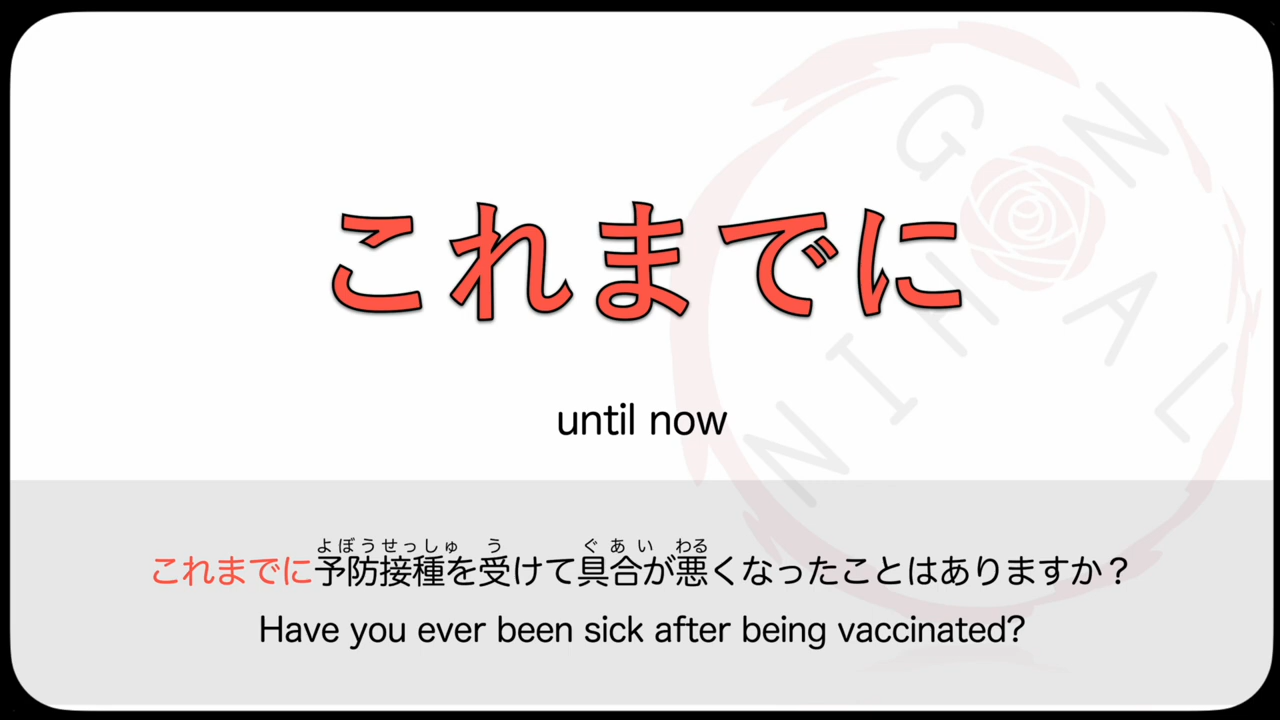 これまでに
until now
よぼうせっしゅ う ぐあい わる
これまでに予防接種を受けて具合が悪くなったことはありますか？
Have you ever been sick after being vaccinated?
NIHONGO
NIHAL